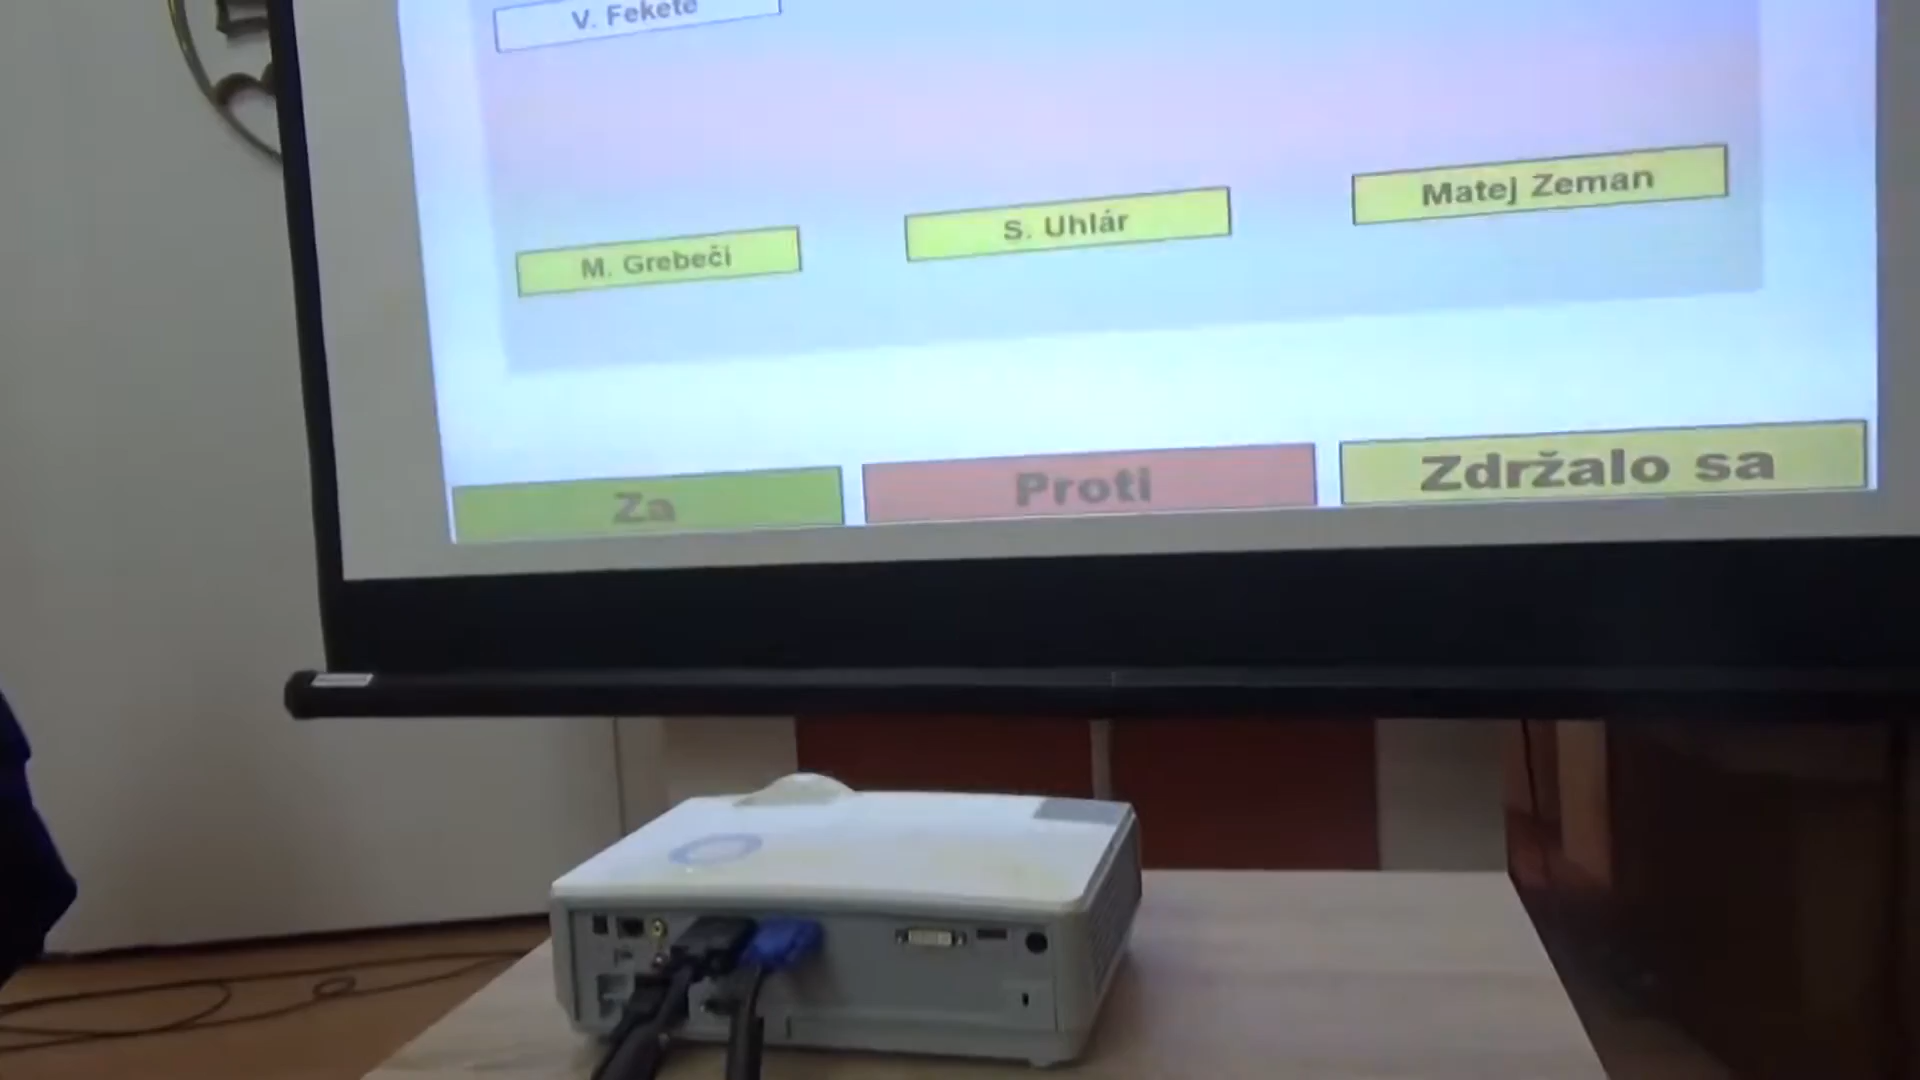 V. Fekete
M. Grebeči
S. Uhlár
Matej Zeman
Za
Proti
Zdržalo sa